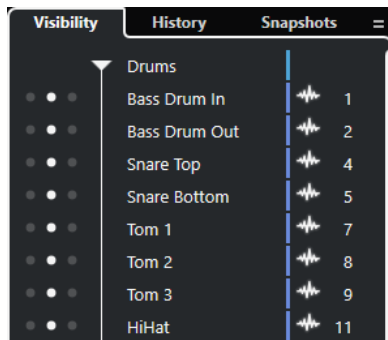 Visibility History Snapshots
Drums
Bass Drum In 1
Bass Drum Out 2
Snare Top 4
Snare Bottom 5
Tom 1 7
Tom 2 8
Tom 3 9
HiHat 11